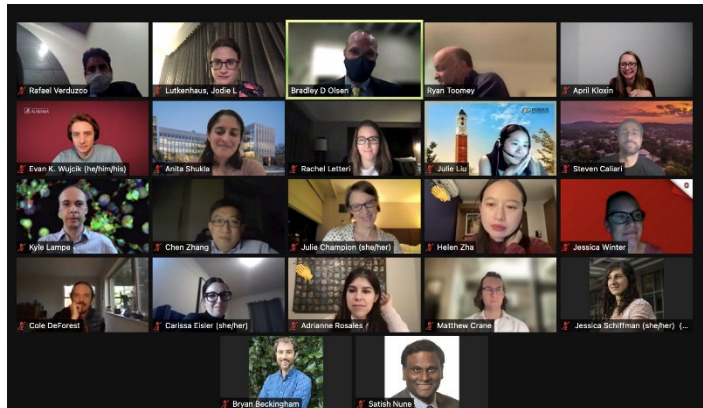 Rafael Verduzco
Lutkenhaus, Jodie L
Bradley D Olsen
Ryan Toomey
April Kloxin
Evan K. Wujcik (he/him/his)
Anita Shukla
Rachel Letteri
Julie Liu
Steven Caliari
Kyle Lampe
Chen Zhang
Julie Champion (she/her)
Helen Zha
Jessica Winter
Cole DeForest
Carissa Eisler (she/her)
Adrianne Rosales
Matthew Crane
Jessica Schiffman (she/her) (...
Bryan Beckingham
Satish Nune